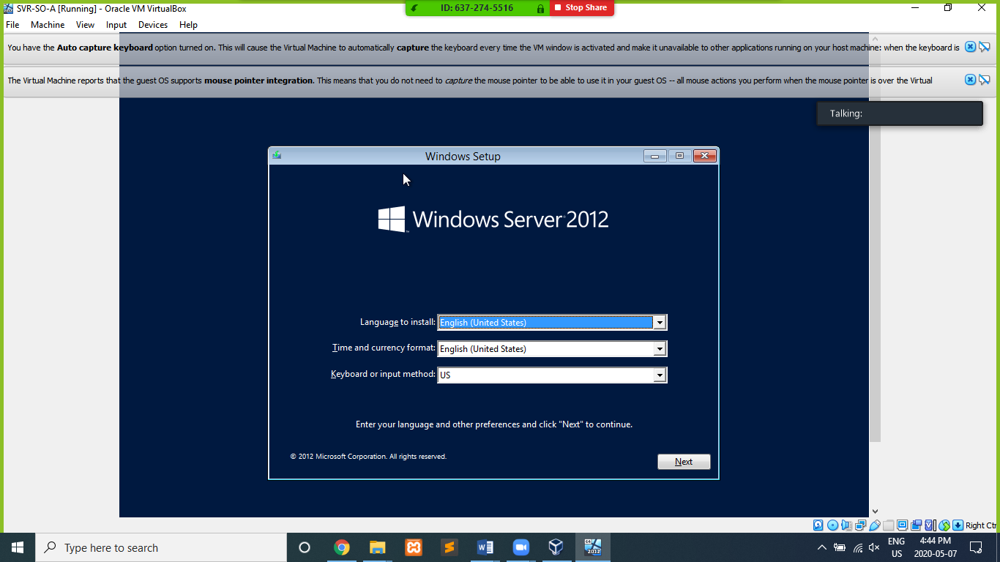 SVR-SO-A [Running] - Oracle VM VirtualBox
ID: 637-274-5516
Stop Share
File Machine View Input Devices Help
You have the Auto capture keyboard option turned on. This will cause the Virtual Machine to automatically capture the keyboard every time the VM window is activated and make it unavailable to other applications running on your host machine: when the keyboard is
The Virtual Machine reports that the guest OS supports mouse pointer integration. This means that you do not need to capture the mouse pointer to be able to use it in your guest OS -- all mouse actions you perform when the mouse pointer is over the Virtual
Talking:
Windows Setup
Windows Server 2012
Language to install: English (United States)
Time and currency format: English (United States)
Keyboard or input method: US
Enter your language and other preferences and click "Next" to continue.
© 2012 Microsoft Corporation. All rights reserved.
Next
Right Ctr
Type here to search
64
2012
ENG
US
4:44 PM
2020-05-07